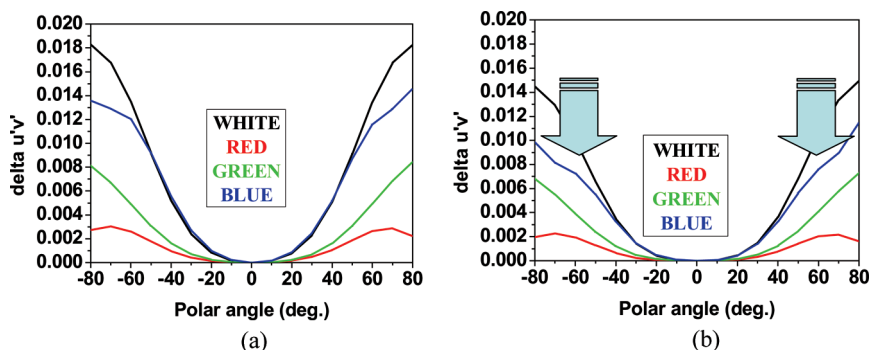 0.020
0.018
0.016
0.014
0.012
0.010
0.008
0.006
0.004
0.002
0.000
delta u'v'
WHITE
RED
GREEN
BLUE
-80 -60 -40 -20 0 20 40 60 80
Polar angle (deg.)
(a)
0.020
0.018
0.016
0.014
0.012
0.010
0.008
0.006
0.004
0.002
0.000
delta u'v'
WHITE
RED
GREEN
BLUE
-80 -60 -40 -20 0 20 40 60 80
Polar angle (deg.)
(b)